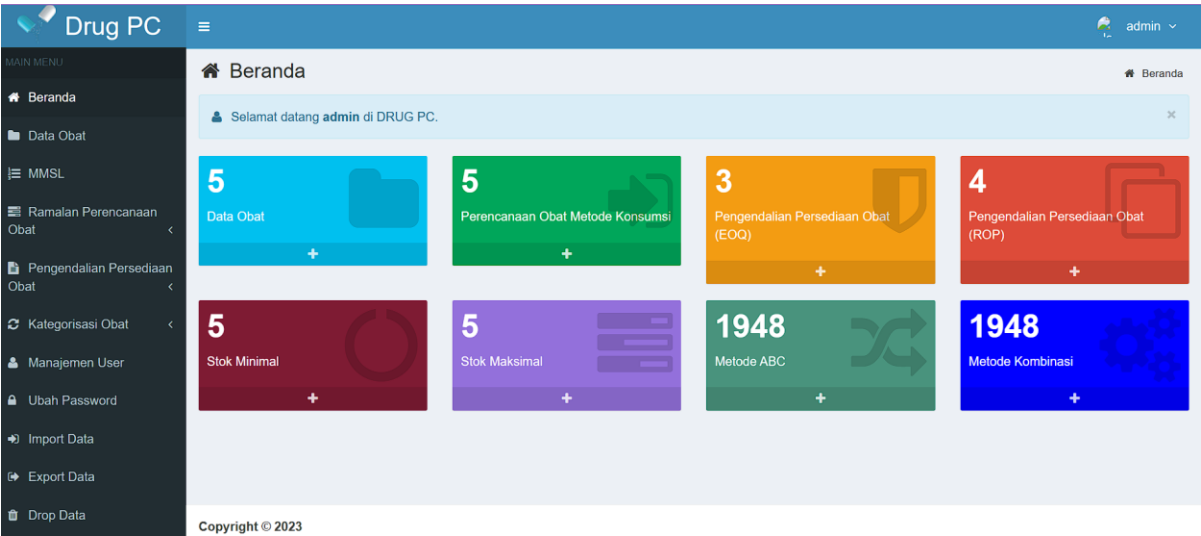 Drug PC
admin
MAIN MENU
Beranda
Data Obat
MMSL
Ramalan Perencanaan
Obat
Pengendalian Persediaan
Obat
Kategorisasi Obat
Manajemen User
Ubah Password
Import Data
Export Data
Drop Data
Beranda
Beranda
Selamat datang admin di DRUG PC.
5
Data Obat
5
Perencanaan Obat Metode Konsumsi
3
Pengendalian Persediaan Obat
(EOQ)
4
Pengendalian Persediaan Obat
(ROP)
5
Stok Minimal
5
Stok Maksimal
1948
Metode ABC
1948
Metode Kombinasi
Copyright © 2023